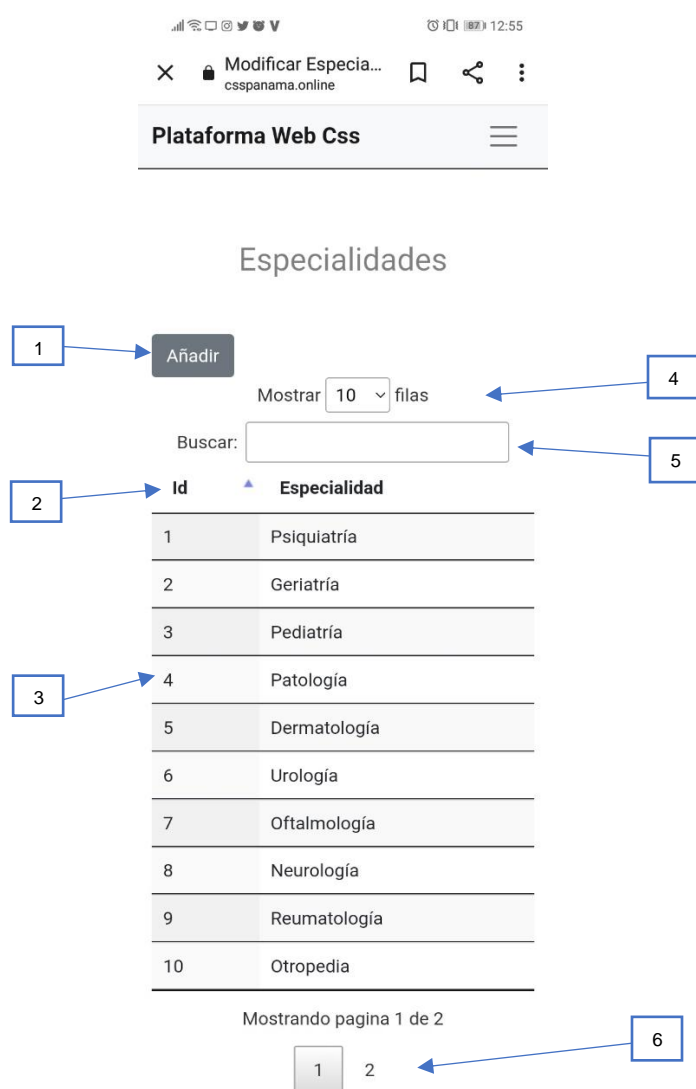 V 87 12:55
Modificar Especia...
csspanama.online
Plataforma Web Css
Especialidades
1
Añadir
Mostrar 10 filas
4
Buscar:
5
Id Especialidad
2
1 Psiquiatría
2 Geriatría
3 Pediatría
4 Patología
3
5 Dermatología
6 Urología
7 Oftalmología
8 Neurología
9 Reumatología
10 Otropedia
Mostrando pagina 1 de 2
6
1 2